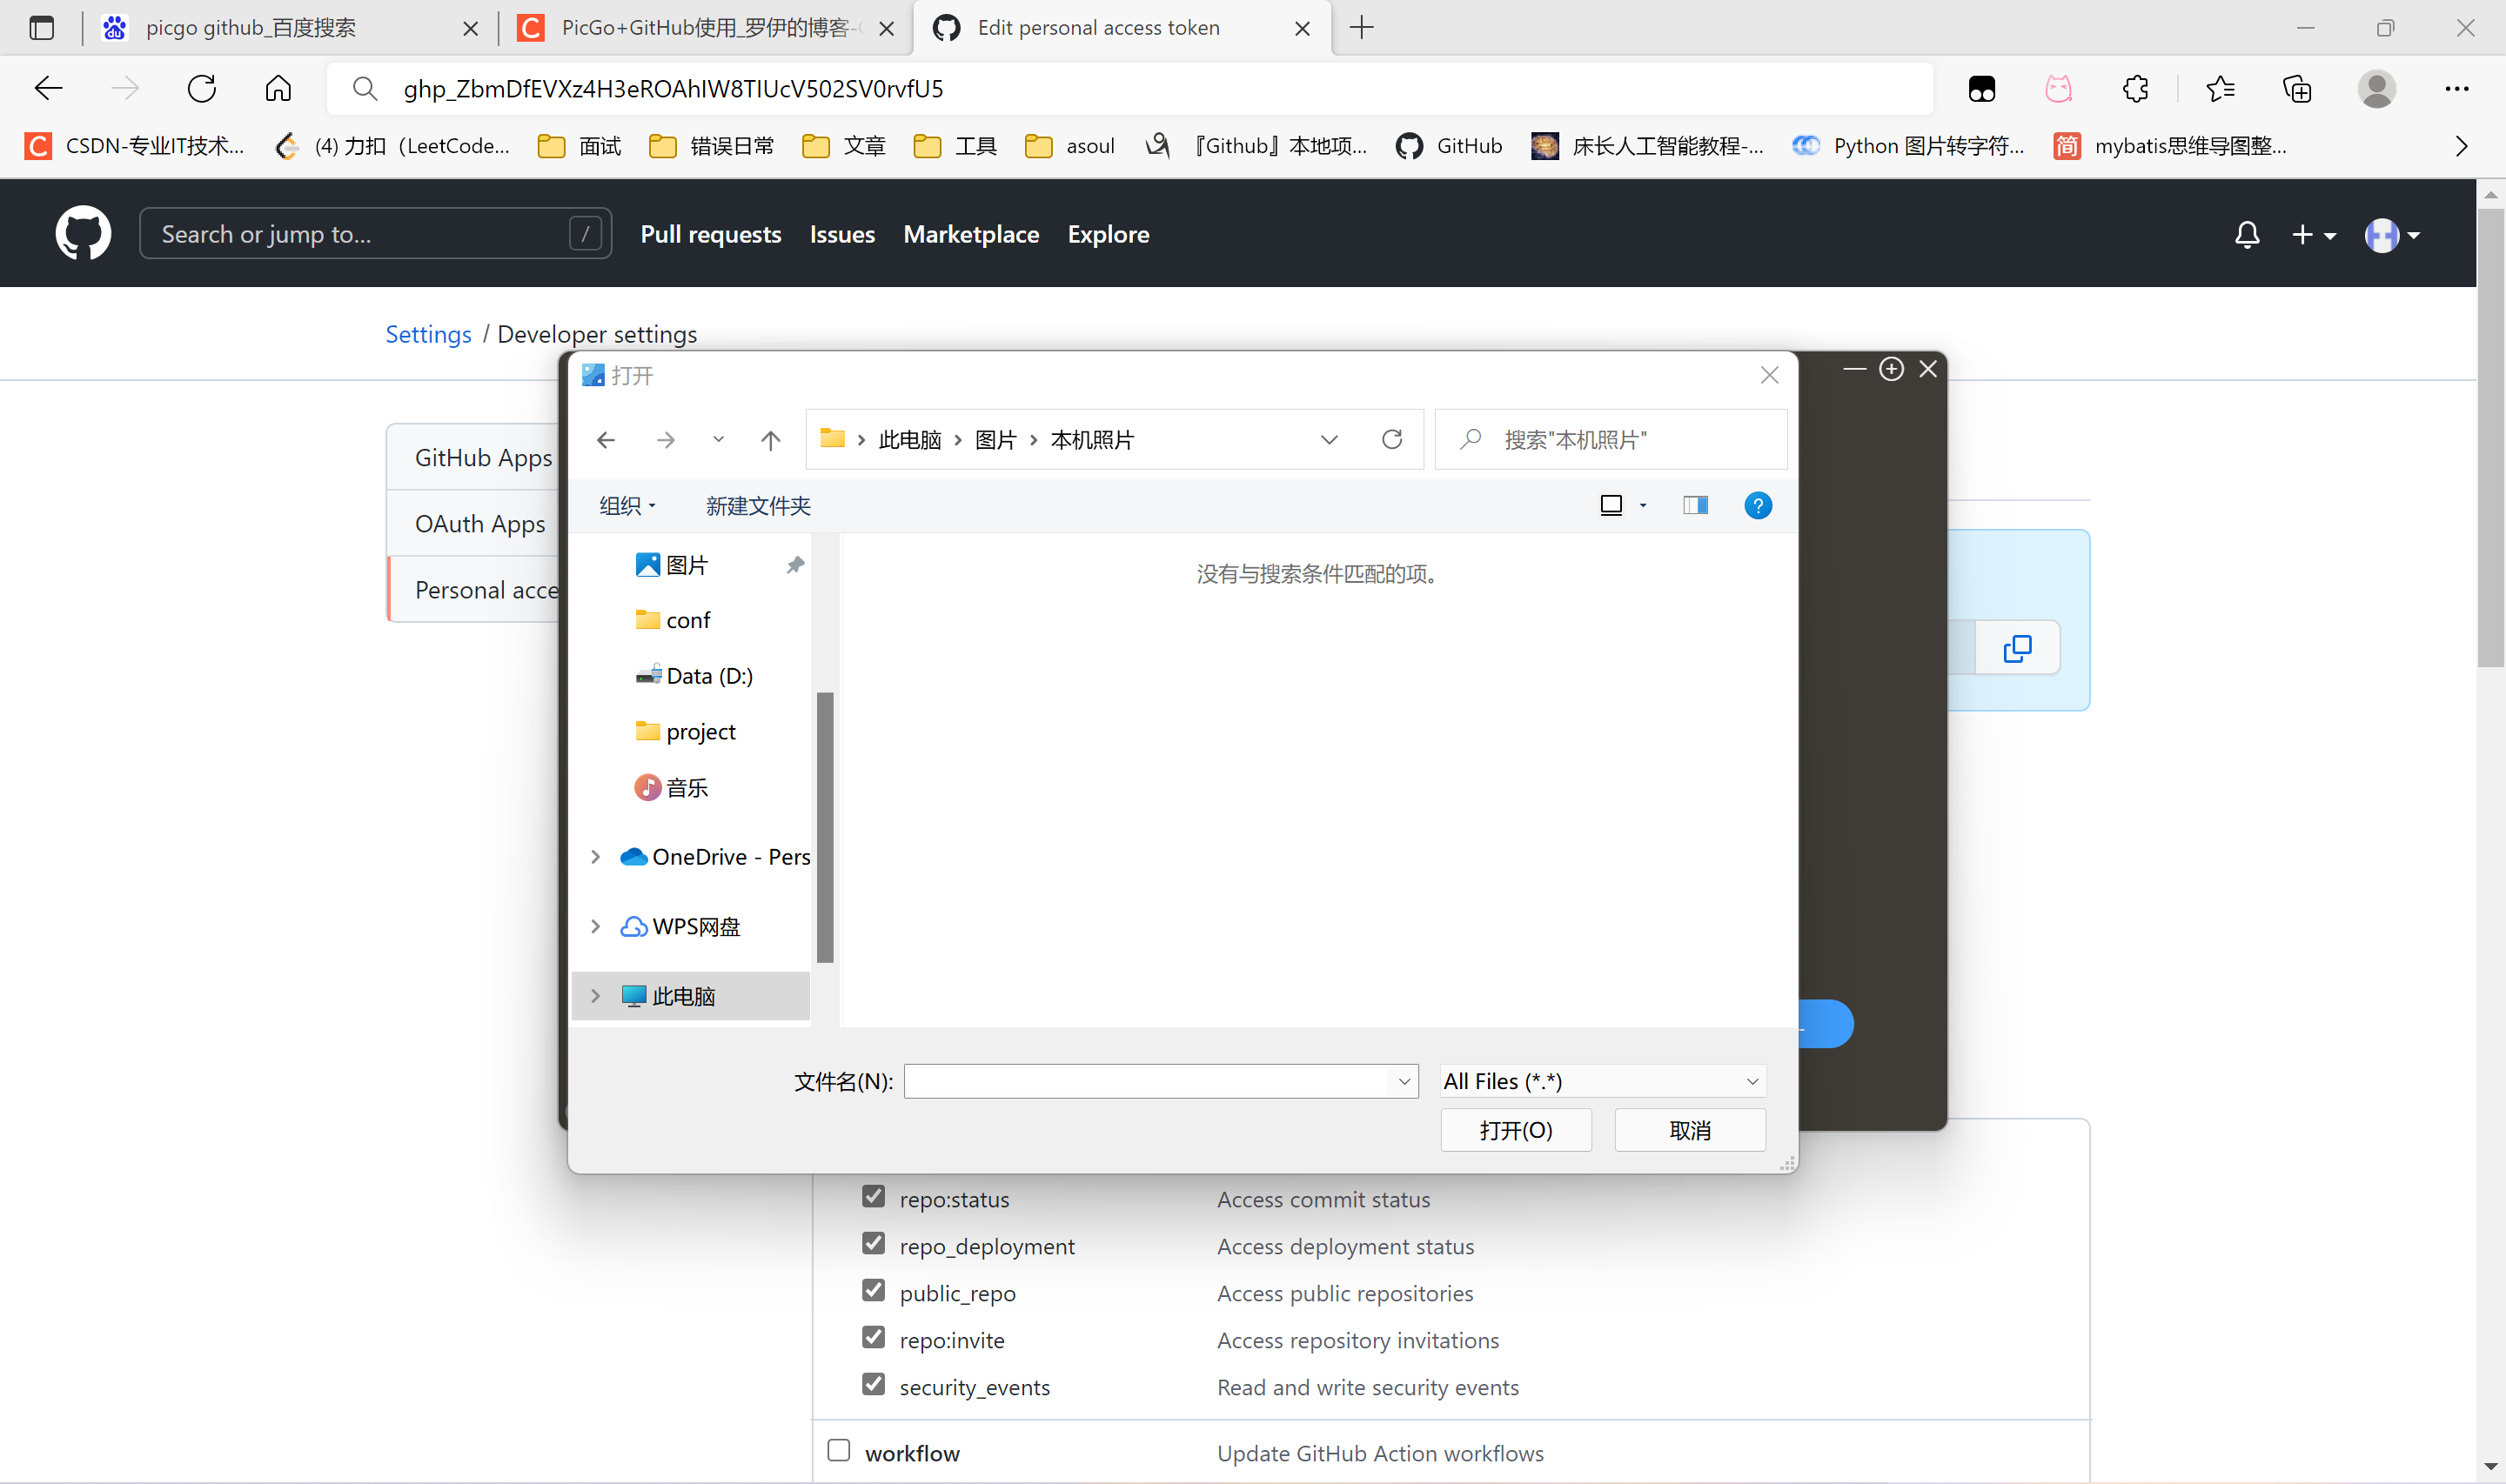 picgo github_百度搜索
PicGo+GitHub使用_罗伊的博客-
Edit personal access token
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
CSDN-专业IT技术...
(4) 力扣（LeetCode...
面试
错误日常
文章
工具
asoul
『Github』本地项...
GitHub
床长人工智能教程-...
Python 图片转字符...
简
mybatis思维导图整...
Search or jump to...
/
Pull requests
Issues
Marketplace
Explore
Settings / Developer settings
GitHub Apps
OAuth Apps
Personal acce
打开
此电脑 › 图片 › 本机照片
搜索"本机照片"
组织
新建文件夹
图片
conf
Data (D:)
project
音乐
OneDrive - Pers
WPS网盘
此电脑
没有与搜索条件匹配的项。
文件名(N):
All Files (*.*)
打开(O)
取消
repo:status Access commit status
repo_deployment Access deployment status
public_repo Access public repositories
repo:invite Access repository invitations
security_events Read and write security events
workflow Update GitHub Action workflows